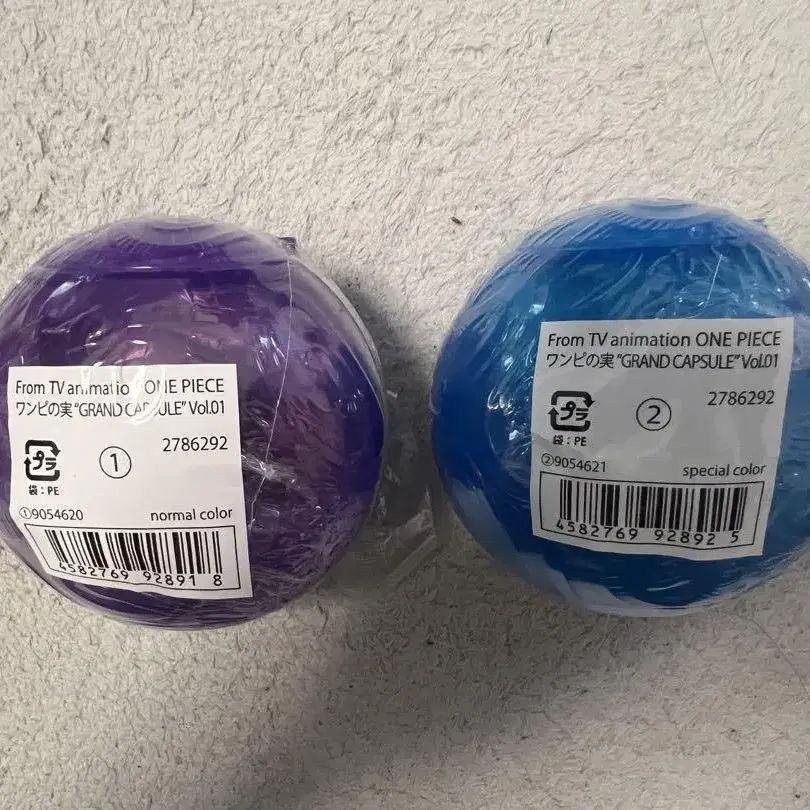 From TV animation ONE PIECE
ワンピの実 "GRAND CAPSULE" Vol.01
プラ
袋：PE
①
2786292
①9054620
normal color
4582769 92891 8
From TV animation ONE PIECE
ワンピの実 "GRAND CAPSULE" Vol.01
プラ
袋：PE
②
2786292
②9054621
special color
4582769 92892 5